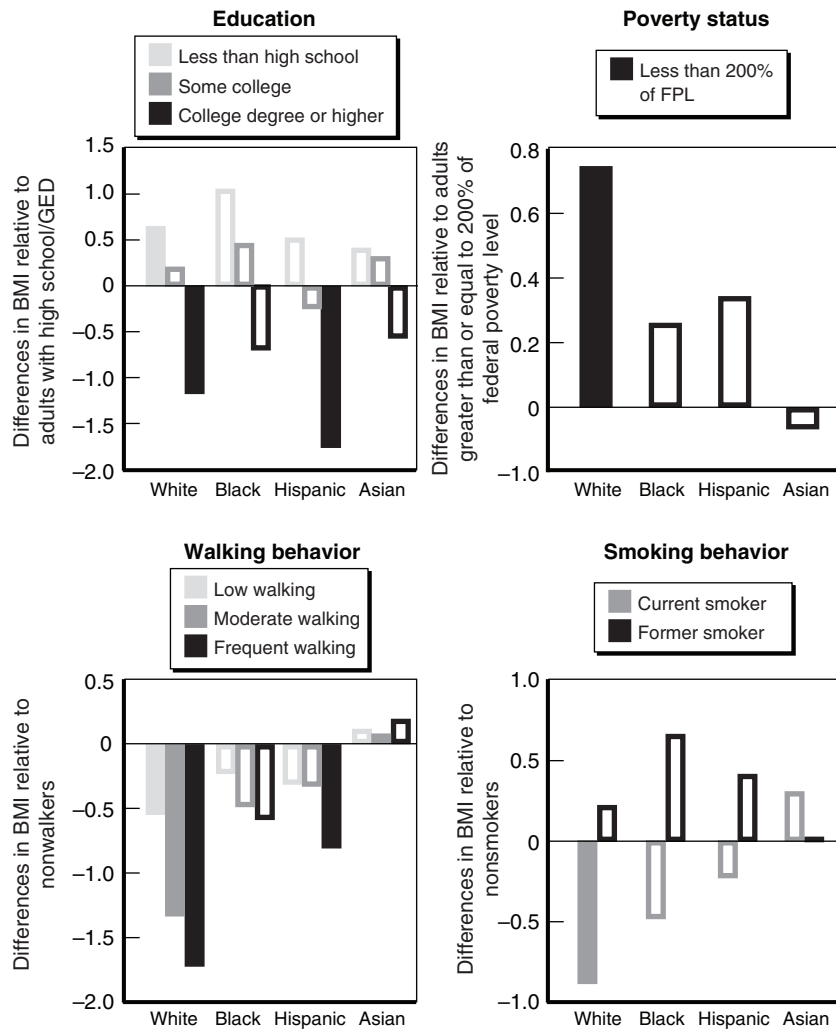 Education
Less than high school
Some college
College degree or higher
Differences in BMI relative to
adults with high school/GED
1.5
1.0
0.5
0
–0.5
–1.0
–1.5
–2.0
White
Black
Hispanic
Asian
Poverty status
Less than 200%
of FPL
Differences in BMI relative to adults
greater than or equal to 200% of
federal poverty level
0.8
0.6
0.4
0.2
0
–1.0
White
Black
Hispanic
Asian
Walking behavior
Low walking
Moderate walking
Frequent walking
Differences in BMI relative to
nonwalkers
0.5
0
–0.5
–1.0
–1.5
–2.0
White
Black
Hispanic
Asian
Smoking behavior
Current smoker
Former smoker
Differences in BMI relative to
nonsmokers
1.0
0.5
0
–0.5
–1.0
White
Black
Hispanic
Asian